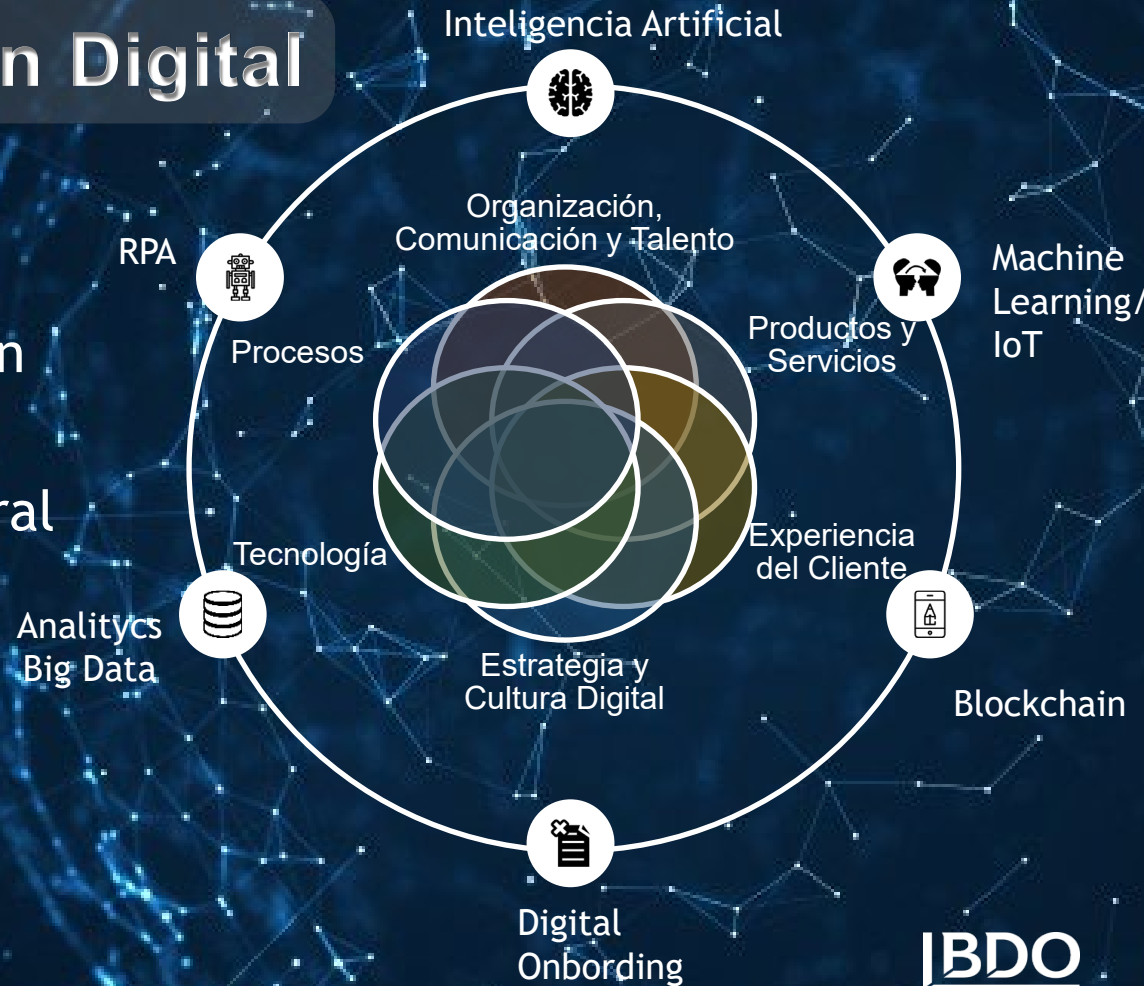 n Digital
Inteligencia Artificial
Organización,
Comunicación y Talento
RPA
Machine
Learning/
IoT
Productos y
Servicios
Procesos
n
ral
Tecnología
Experiencia
del Cliente
Analitycs
Big Data
Estrategia y
Cultura Digital
Blockchain
Digital
Onbording
BDO